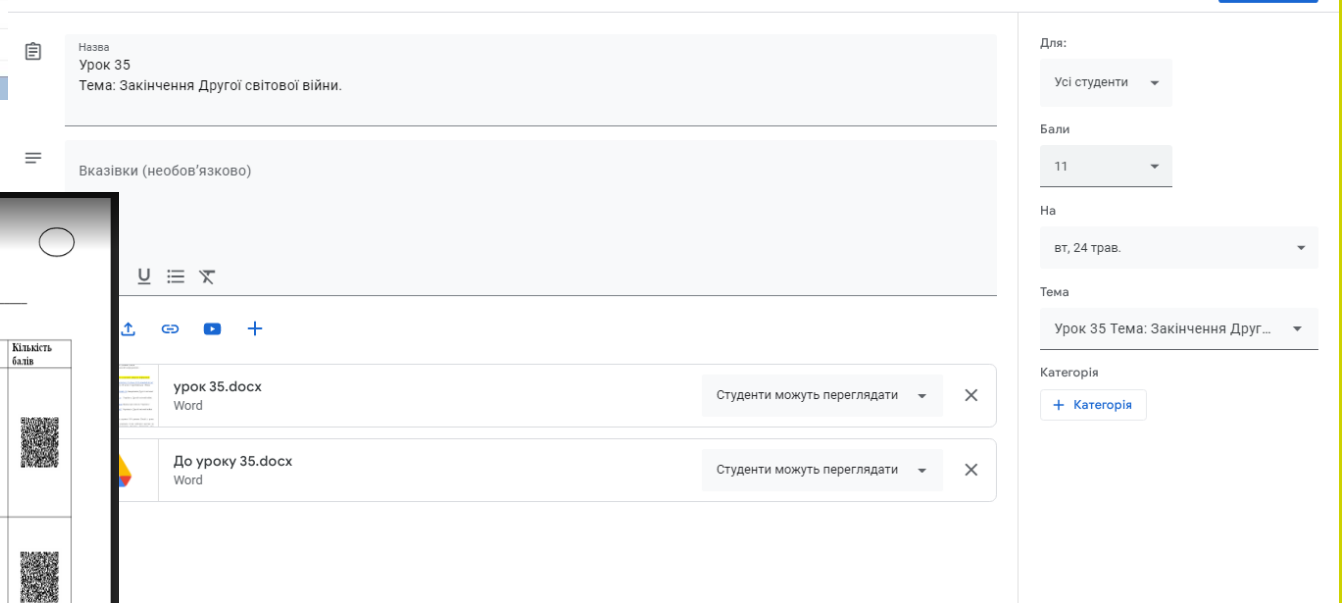 Назва
Урок 35
Тема: Закінчення Другої світової війни.
Вказівки (необов'язково)
Кількість
балів
урок 35.docx
Word
Студенти можуть переглядати
До уроку 35.docx
Word
Студенти можуть переглядати
Для:
Усі студенти
Бали
11
На
вт, 24 трав.
Тема
Урок 35 Тема: Закінчення Друг...
Категорія
+ Категорія